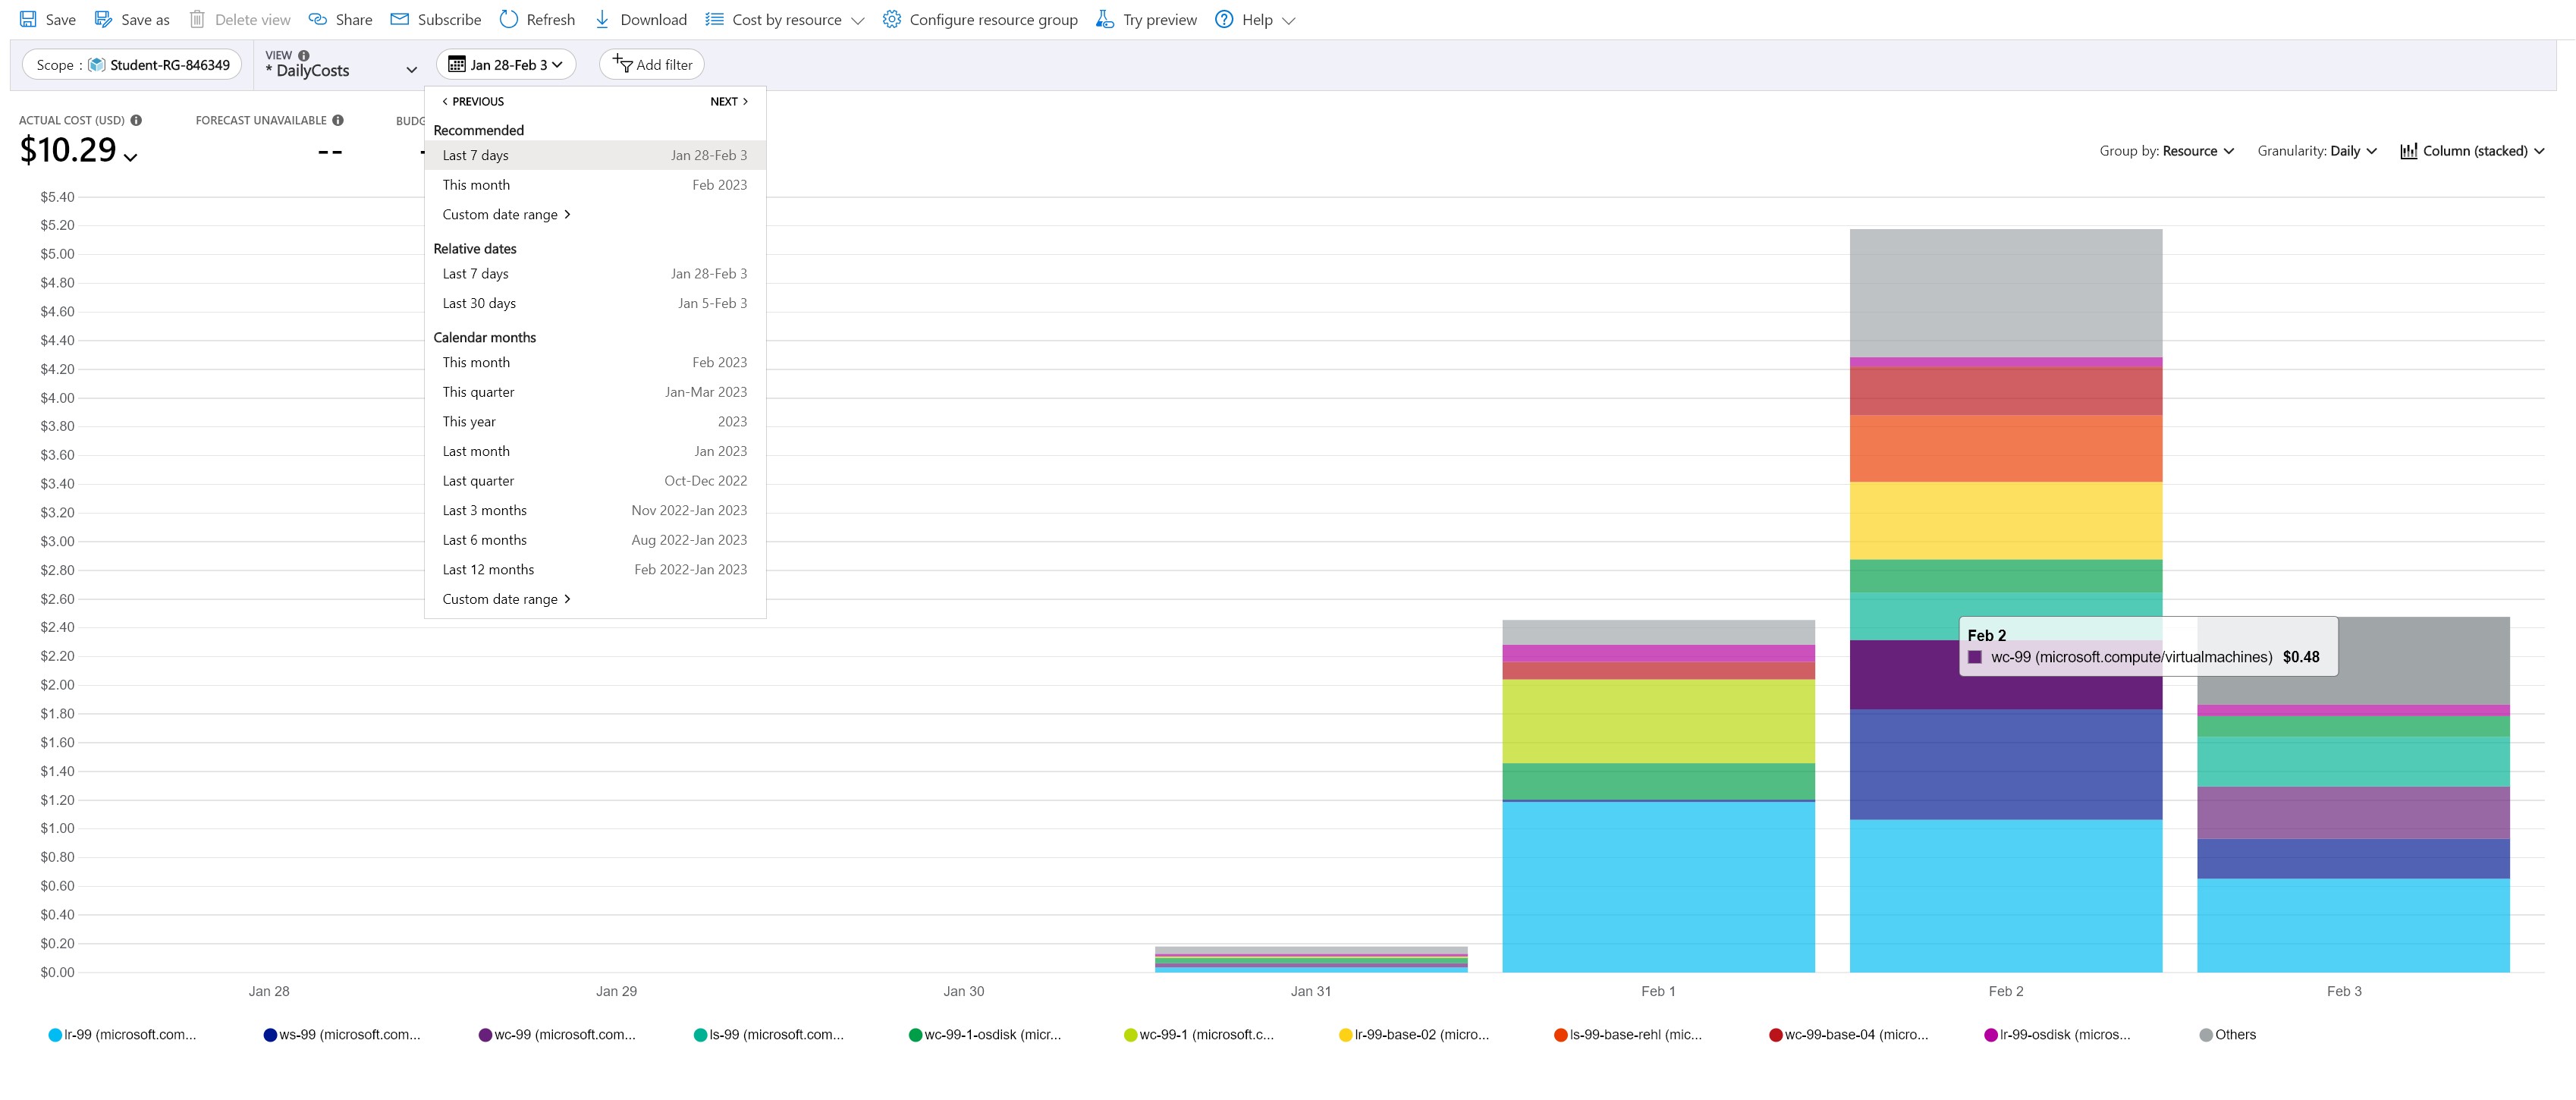 Save Save as Delete view Share Subscribe Refresh Download Cost by resource Configure resource group Try preview Help
Scope : Student-RG-846349
VIEW
* DailyCosts
Jan 28-Feb 3
Add filter
ACTUAL COST (USD)
$10.29
FORECAST UNAVAILABLE
--
BUDG
-
PREVIOUS NEXT
Recommended
Last 7 days Jan 28-Feb 3
This month Feb 2023
Custom date range
Relative dates
Last 7 days Jan 28-Feb 3
Last 30 days Jan 5-Feb 3
Calendar months
This month Feb 2023
This quarter Jan-Mar 2023
This year 2023
Last month Jan 2023
Last quarter Oct-Dec 2022
Last 3 months Nov 2022-Jan 2023
Last 6 months Aug 2022-Jan 2023
Last 12 months Feb 2022-Jan 2023
Custom date range
Group by: Resource Granularity: Daily Column (stacked)
$5.40
$5.20
$5.00
$4.80
$4.60
$4.40
$4.20
$4.00
$3.80
$3.60
$3.40
$3.20
$3.00
$2.80
$2.60
$2.40
$2.20
$2.00
$1.80
$1.60
$1.40
$1.20
$1.00
$0.80
$0.60
$0.40
$0.20
$0.00
Feb 2
wc-99 (microsoft.compute/virtualmachines) $0.48
Jan 28 Jan 29 Jan 30 Jan 31 Feb 1 Feb 2 Feb 3
lr-99 (microsoft.com... ws-99 (microsoft.com... wc-99 (microsoft.com... ls-99 (microsoft.com... wc-99-1-osdisk (micr... wc-99-1 (microsoft.c... lr-99-base-02 (micro... ls-99-base-rehl (mic... wc-99-base-04 (micro... lr-99-osdisk (micros... Others